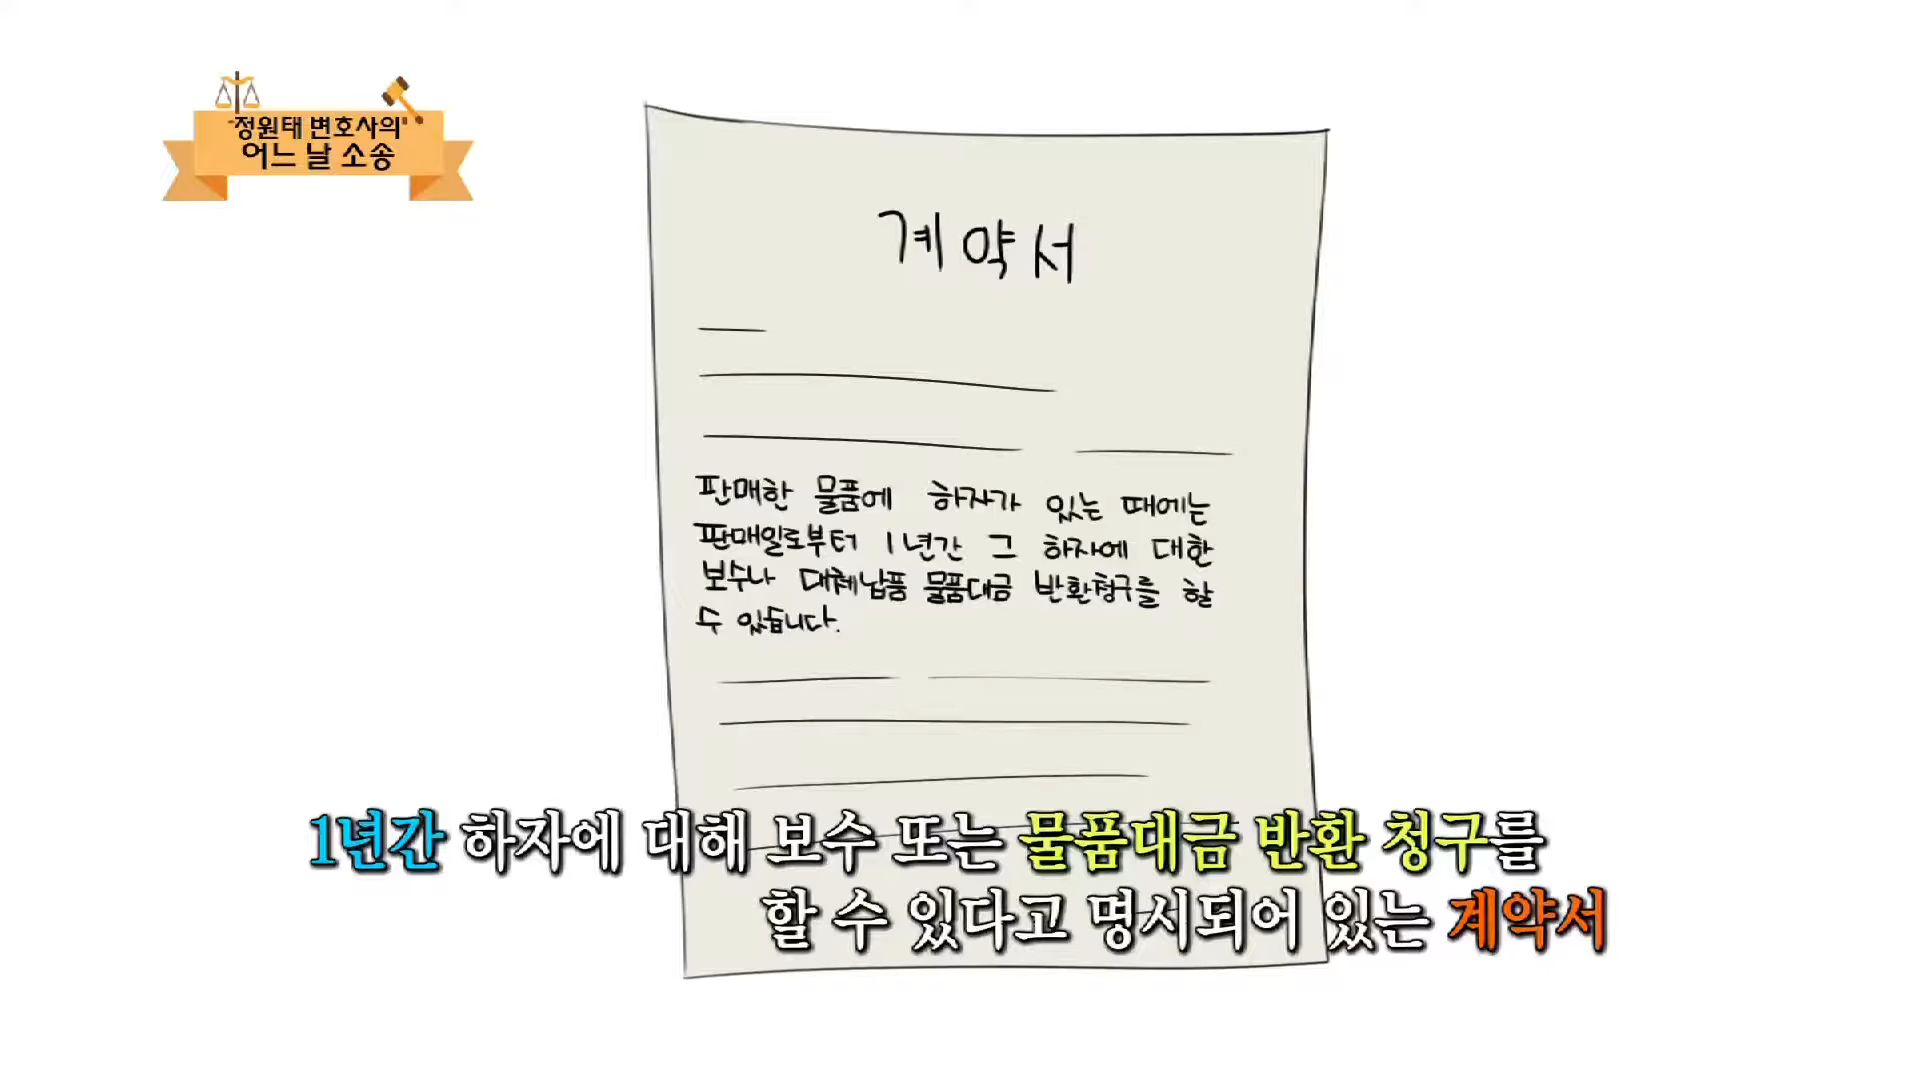 "정원태 변호사의"
어느 날 소송
계약서
판매한 물품에 하자가 있는 때에는
판매일로부터 1년간 그 하자에 대한
보수나 대체납품 물품대금 반환청구를 할
수 있습니다.
1년간 하자에 대해 보수 또는 물품대금 반환 청구를
할 수 있다고 명시되어 있는 계약서